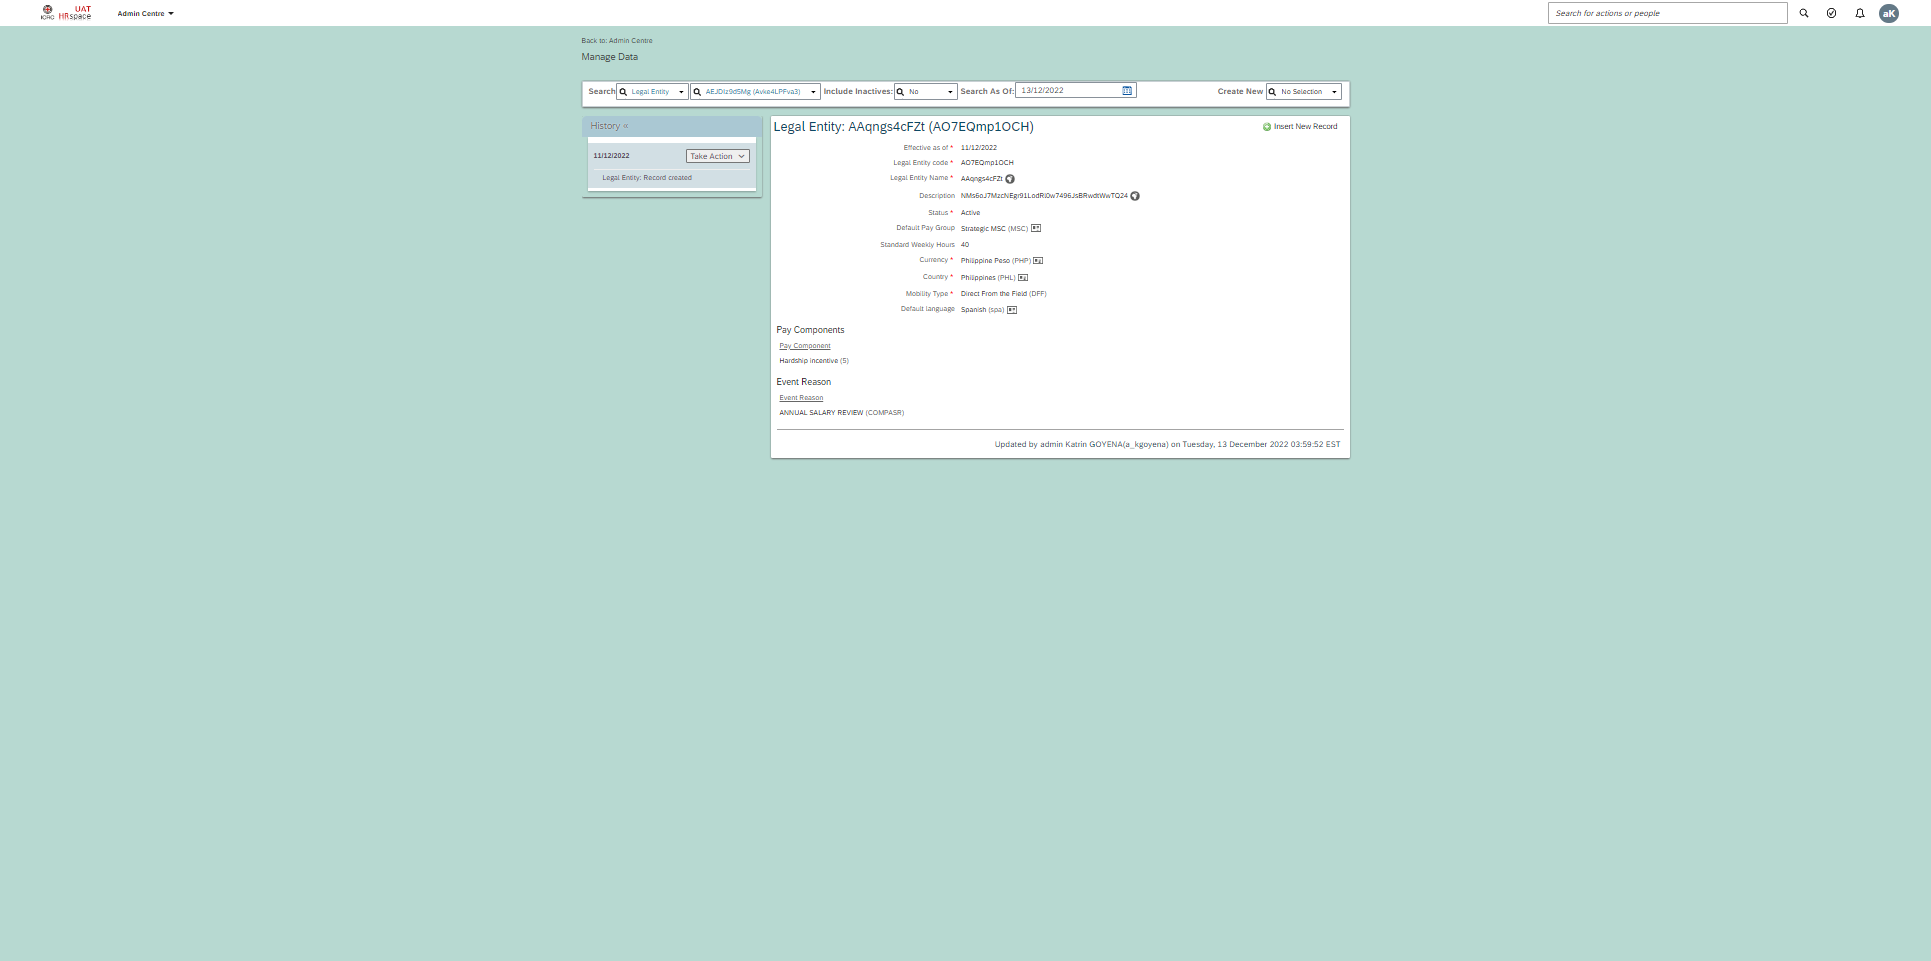 ICRC UAT HRspace Admin Centre Search for actions or people aK
Back to: Admin Centre
Manage Data
Search Legal Entity AEJDIz9d5Mg (Avke4LPFva3) Include Inactives: No Search As Of: 13/12/2022 Create New No Selection
History «
11/12/2022 Take Action
Legal Entity: Record created
Legal Entity: AAqngs4cFZt (AO7EQmp1OCH) Insert New Record
Effective as of * 11/12/2022
Legal Entity code * AO7EQmp1OCH
Legal Entity Name * AAqngs4cFZt
Description NMs6oJ7MzcNEgr91LodRl0w7496JsBRwdtWwTQ24
Status * Active
Default Pay Group Strategic MSC (MSC)
Standard Weekly Hours 40
Currency * Philippine Peso (PHP)
Country * Philippines (PHL)
Mobility Type * Direct From the Field (DFF)
Default language Spanish (spa)
Pay Components
Pay Component
Hardship incentive (5)
Event Reason
Event Reason
ANNUAL SALARY REVIEW (COMPASR)
Updated by admin Katrin GOYENA(a_kgoyena) on Tuesday, 13 December 2022 03:59:52 EST